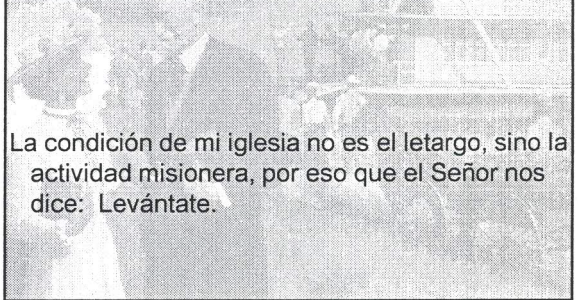 La condición de mi iglesia no es el letargo, sino la
actividad misionera, por eso que el Señor nos
dice:  Levántate.